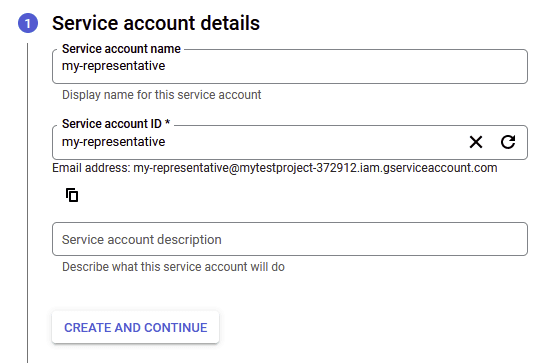 1 Service account details
Service account name
my-representative
Display name for this service account
Service account ID *
my-representative
Email address: my-representative@mytestproject-372912.iam.gserviceaccount.com
Service account description
Describe what this service account will do
CREATE AND CONTINUE